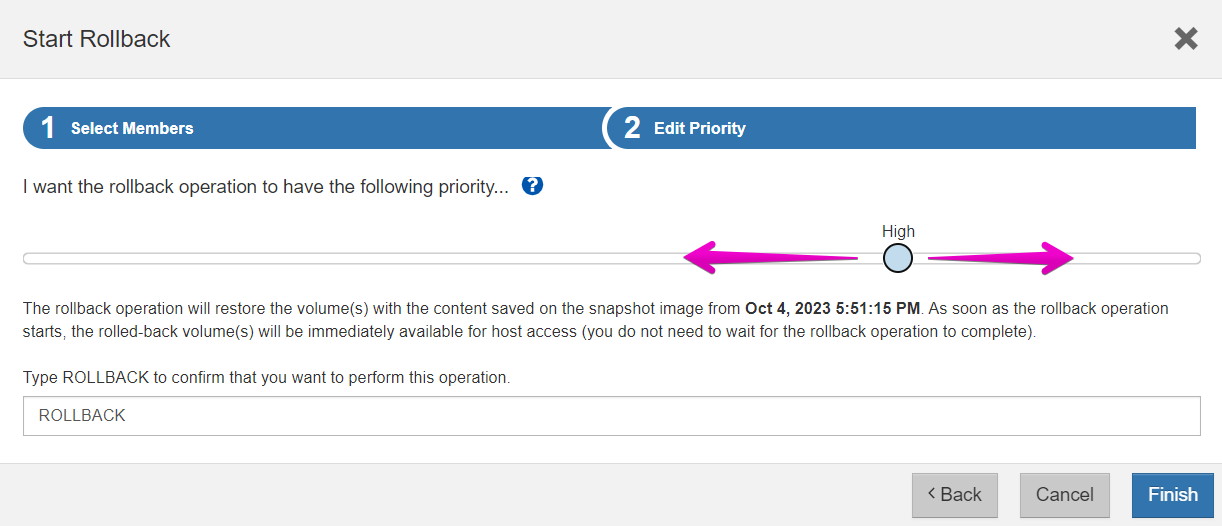 Start Rollback
1 Select Members
2 Edit Priority
I want the rollback operation to have the following priority... ?
High
The rollback operation will restore the volume(s) with the content saved on the snapshot image from Oct 4, 2023 5:51:15 PM. As soon as the rollback operation
starts, the rolled-back volume(s) will be immediately available for host access (you do not need to wait for the rollback operation to complete).
Type ROLLBACK to confirm that you want to perform this operation.
ROLLBACK
< Back
Cancel
Finish